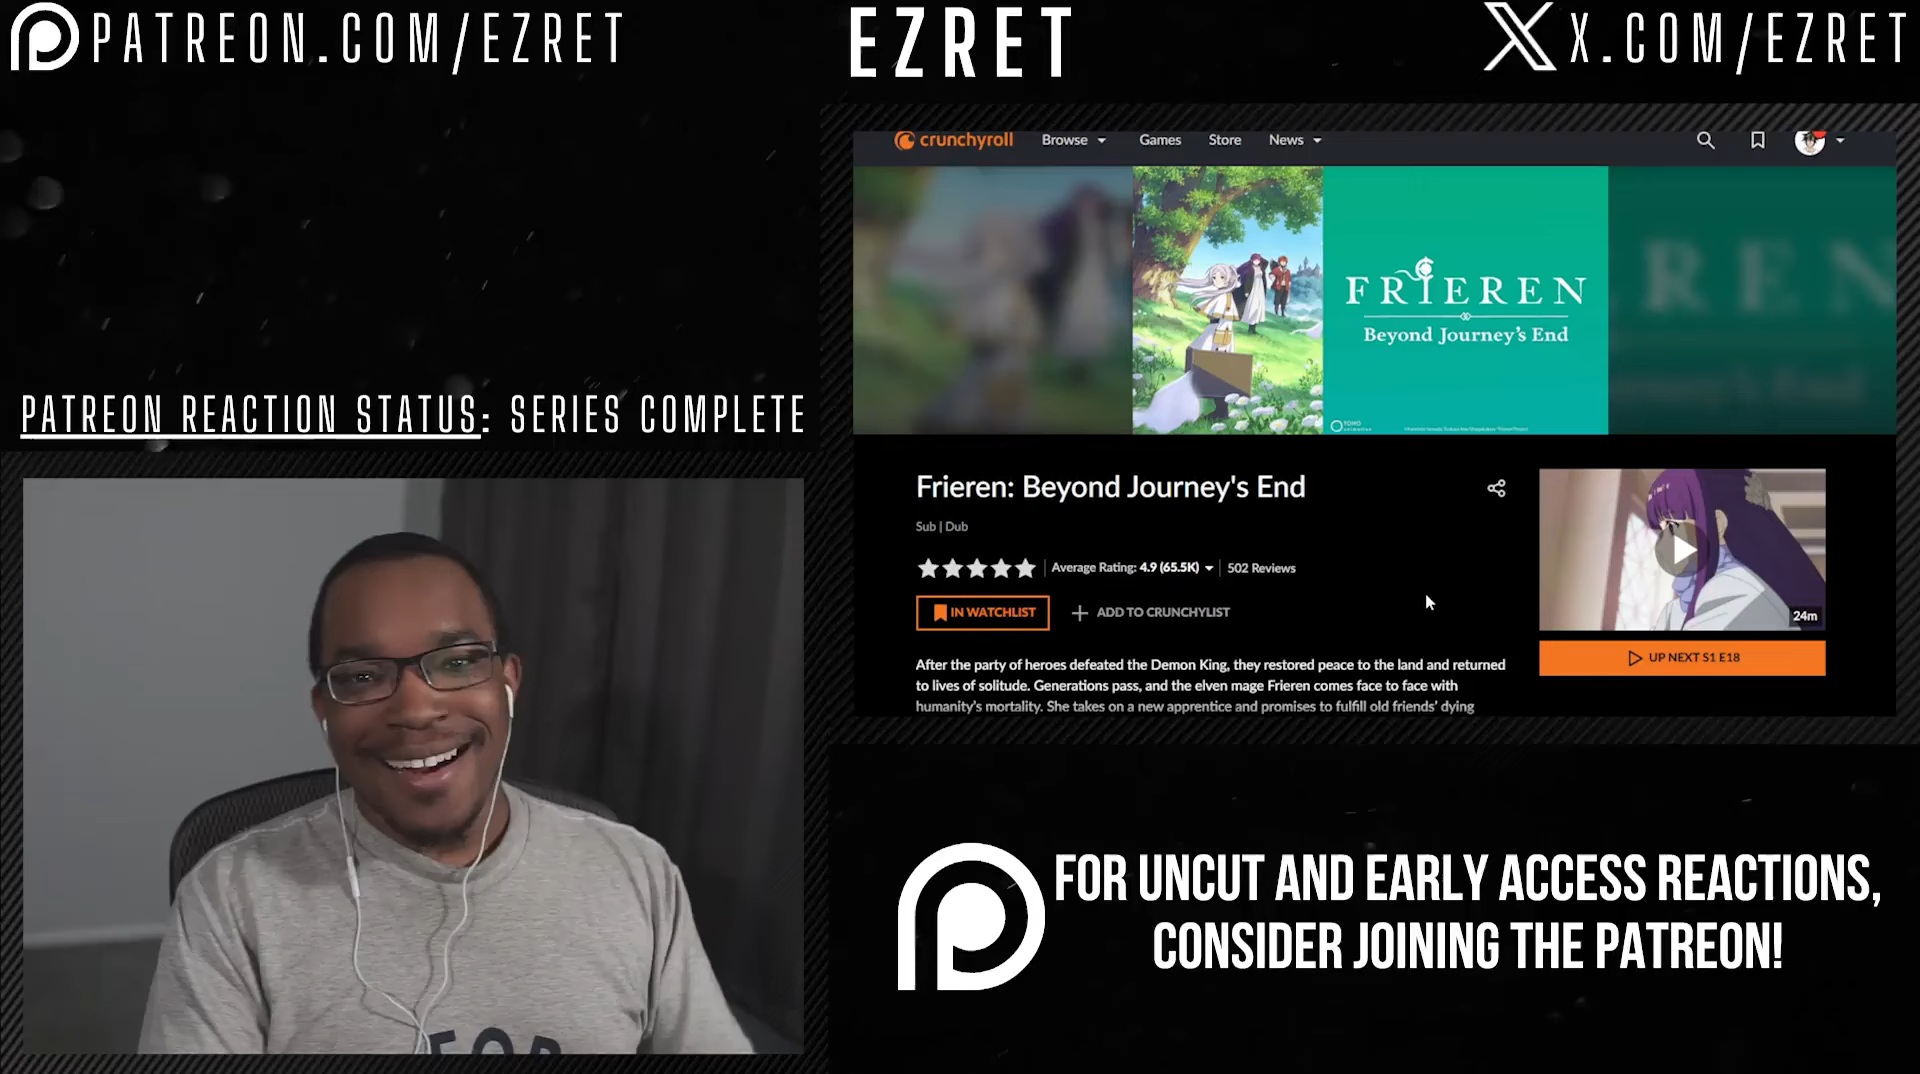 PATREON.COM/EZRET
EZRET
X.COM/EZRET
crunchyroll
Browse
Games
Store
News
FRIEREN
Beyond Journey's End
PATREON REACTION STATUS: SERIES COMPLETE
Frieren: Beyond Journey's End
Sub | Dub
Average Rating: 4.9 (65.5K)
502 Reviews
IN WATCHLIST
ADD TO CRUNCHYLIST
24m
UP NEXT S1 E18
After the party of heroes defeated the Demon King, they restored peace to the land and returned
to lives of solitude. Generations pass, and the elven mage Frieren comes face to face with
humanity's mortality. She takes on a new apprentice and promises to fulfill old friends' dying
FOR UNCUT AND EARLY ACCESS REACTIONS,
CONSIDER JOINING THE PATREON!